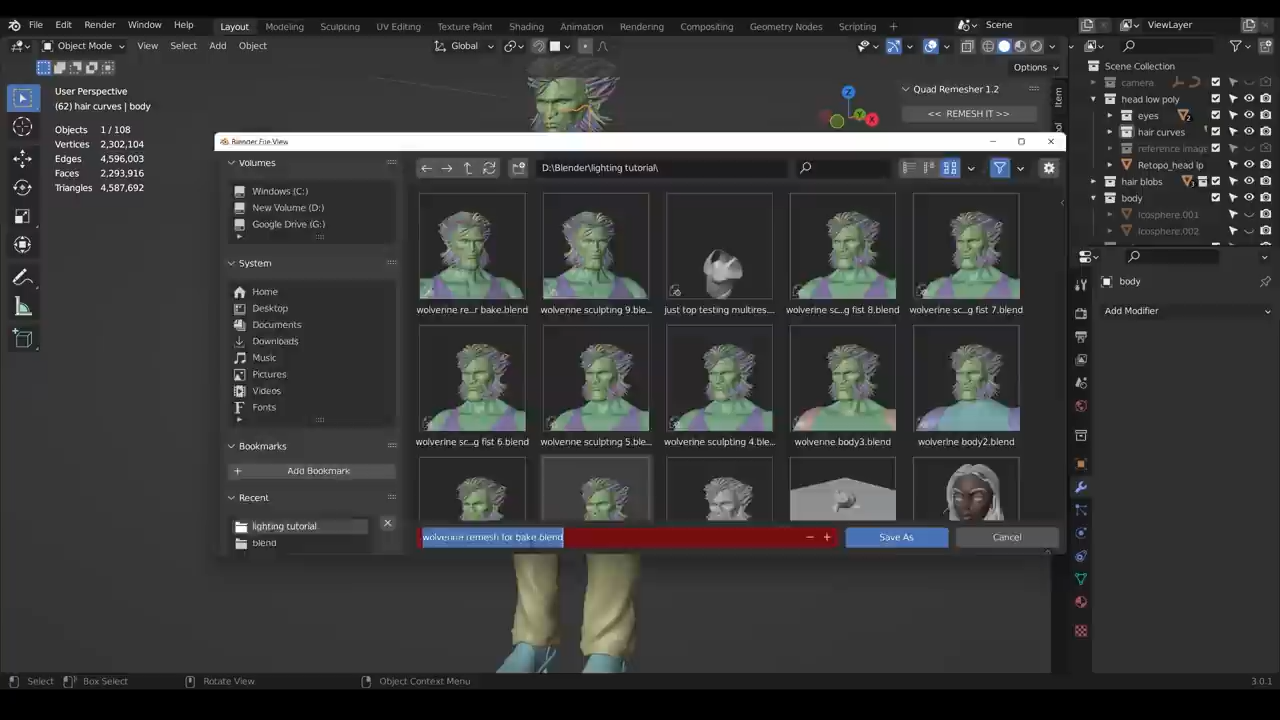 File Edit Render Window Help Layout Modeling Sculpting UV Editing Texture Paint Shading Animation Rendering Compositing Geometry Nodes Scripting + Scene ViewLayer
Object Mode View Select Add Object Global
Options
User Perspective
(62) hair curves | body
Objects 1 / 108
Vertices 2,302,104
Edges 4,596,003
Faces 2,293,916
Triangles 4,587,692
Z
Y
X
Quad Remesher 1.2
<< REMESH IT >>
Item
Scene Collection
camera
head low poly
eyes
hair curves
reference image
Retopo_head lp
hair blobs
body
Icosphere.001
Icosphere.002
body
Add Modifier
Blender File View
Volumes
Windows (C:)
New Volume (D:)
Google Drive (G:)
System
Home
Desktop
Documents
Downloads
Music
Pictures
Videos
Fonts
Bookmarks
Add Bookmark
Recent
lighting tutorial
blend
D:\Blender\lighting tutorial\
wolverine re...r bake.blend wolverine sculpting 9.ble... just top testing multires... wolverine sc...g fist 8.blend wolverine sc...g fist 7.blend
wolverine sc...g fist 6.blend wolverine sculpting 5.ble... wolverine sculpting 4.ble... wolverine body3.blend wolverine body2.blend
wolverine remesh for bake.blend
Save As Cancel
Select Box Select Rotate View Object Context Menu 3.0.1